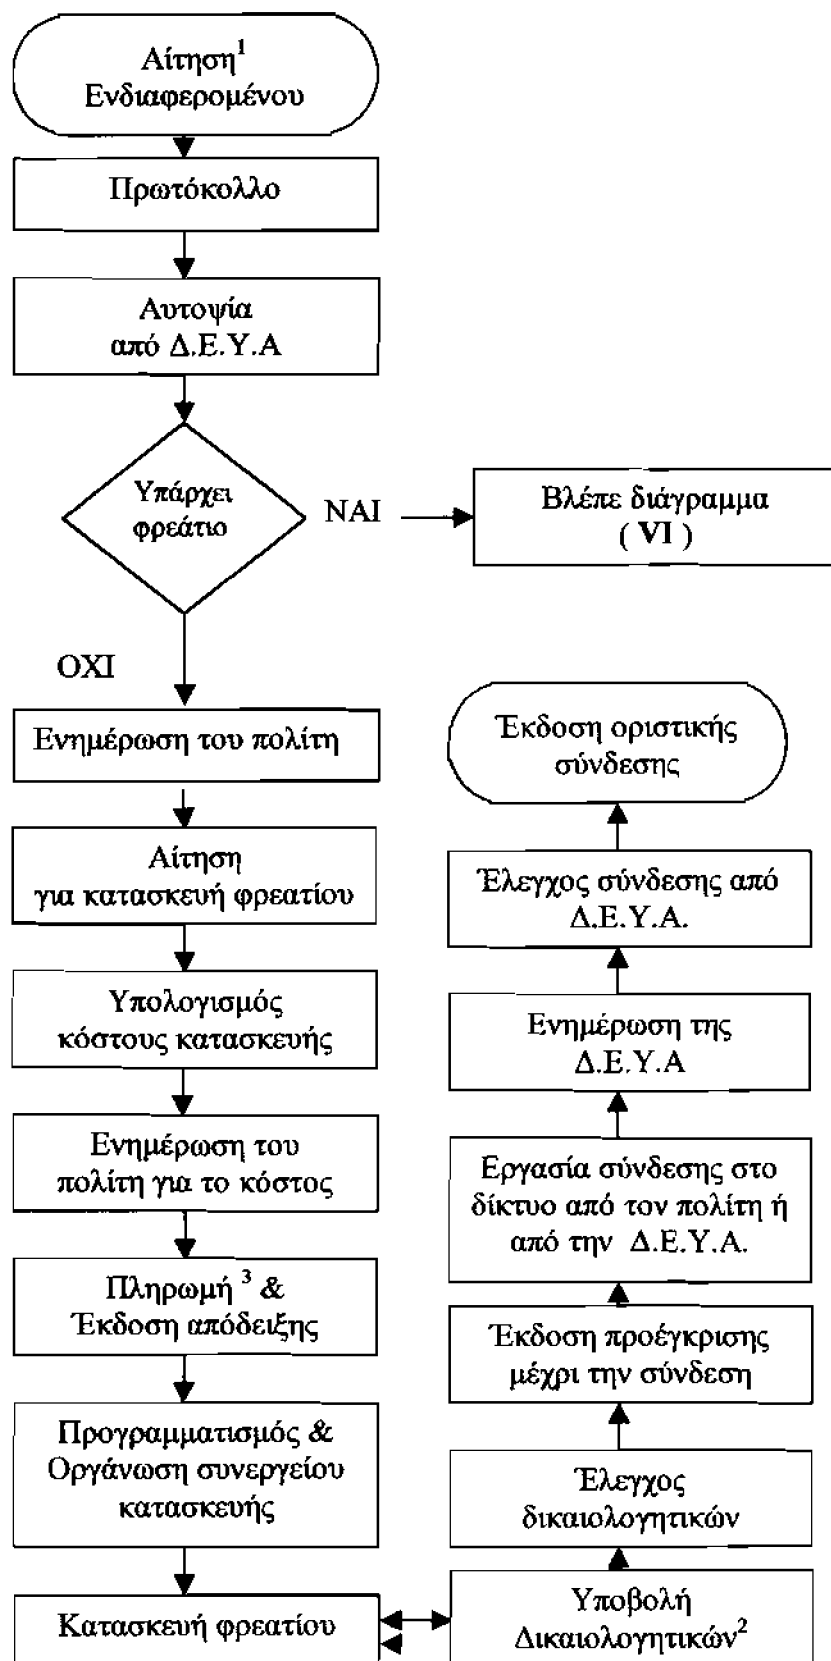 Αίτηση¹
Ενδιαφερομένου
Πρωτόκολλο
Αυτοψία
από Δ.Ε.Υ.Α
Υπάρχει
φρεάτιο
ΝΑΙ
Βλέπε διάγραμμα
( VI )
ΟΧΙ
Ενημέρωση του πολίτη
Αίτηση
για κατασκευή φρεατίου
Υπολογισμός
κόστους κατασκευής
Ενημέρωση του
πολίτη για το κόστος
Πληρωμή ³ &
Έκδοση απόδειξης
Προγραμματισμός &
Οργάνωση συνεργείου
κατασκευής
Κατασκευή φρεατίου
Υποβολή
Δικαιολογητικών²
Έλεγχος
δικαιολογητικών
Έκδοση προέγκρισης
μέχρι την σύνδεση
Εργασία σύνδεσης στο
δίκτυο από τον πολίτη ή
από την Δ.Ε.Υ.Α.
Ενημέρωση της
Δ.Ε.Υ.Α
Έλεγχος σύνδεσης από
Δ.Ε.Υ.Α.
Έκδοση οριστικής
σύνδεσης